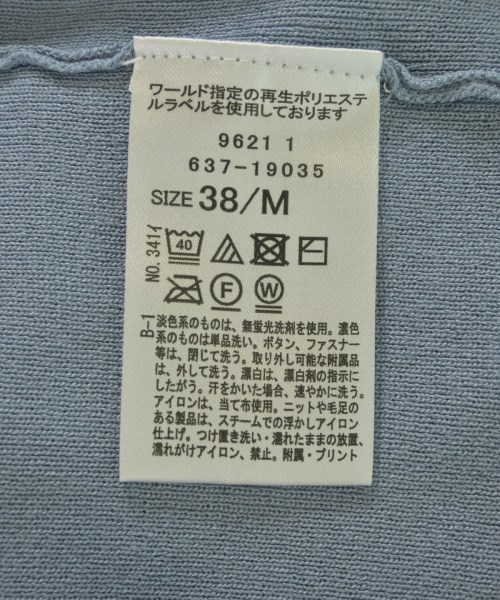 ワールド指定の再生ポリエステ
ルラベルを使用しております
9621 1
637-19035
SIZE 38/M
NO. 341イ
40
F W
B-1
淡色系のものは、無蛍光洗剤を使用。濃色
系のものは単品洗い。ボタン、ファスナー
等は、閉じて洗う。取り外し可能な附属品
は、外して洗う。漂白は、漂白剤の指示に
したがう。汗をかいた場合、速やかに洗う。
アイロンは、当て布使用。ニットや毛足の
ある製品は、スチームでの浮かしアイロン
仕上げ。つけ置き洗い・濡れたままの放置、
濡れがけアイロン、禁止。附属・プリント